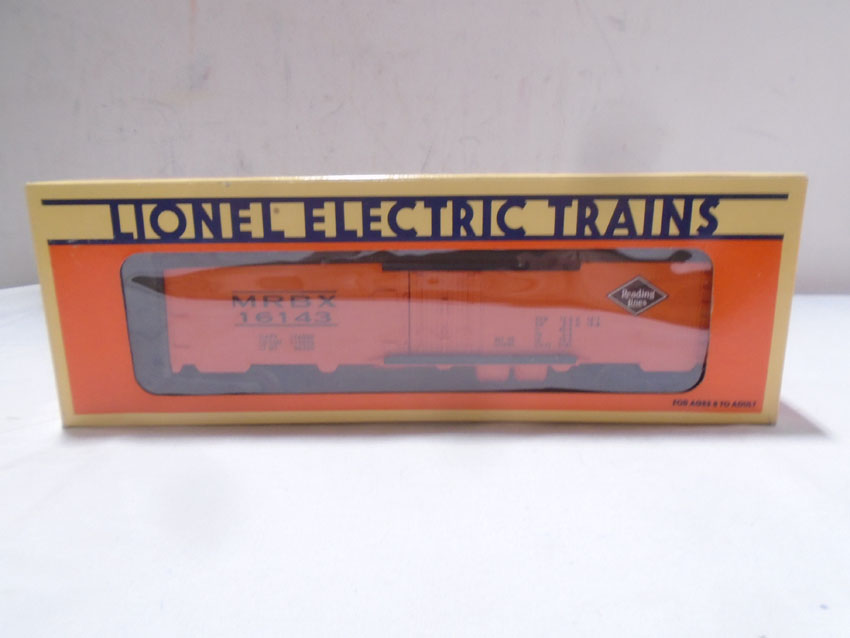 LIONEL ELECTRIC TRAINS
MRBX
16143
Reading
Lines
FOR AGES 8 TO ADULT